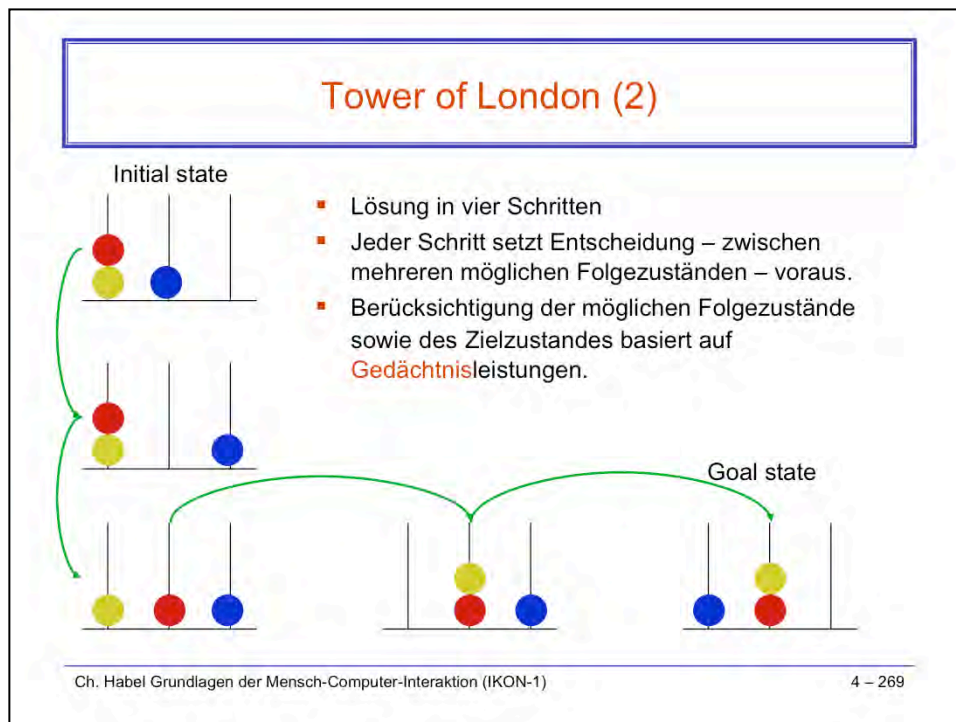 Tower of London (2)
Initial state
▪ Lösung in vier Schritten
▪ Jeder Schritt setzt Entscheidung – zwischen
mehreren möglichen Folgezuständen – voraus.
▪ Berücksichtigung der möglichen Folgezustände
sowie des Zielzustandes basiert auf
Gedächtnisleistungen.
Goal state
Ch. Habel Grundlagen der Mensch-Computer-Interaktion (IKON-1)
4 – 269